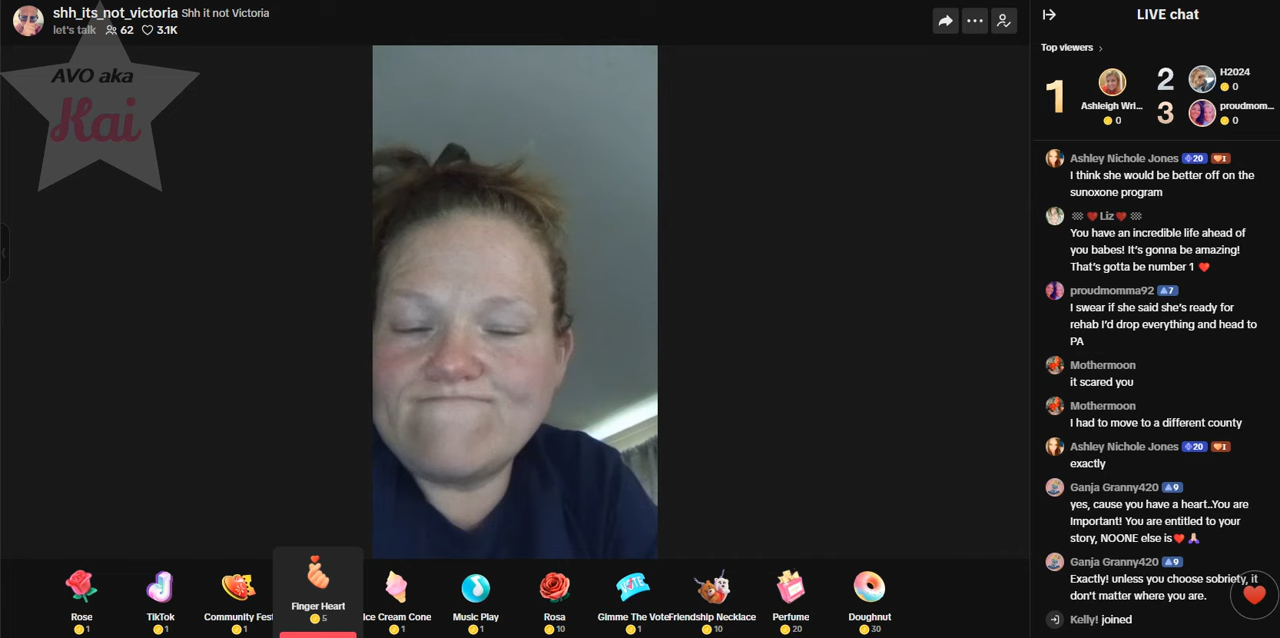 shh_its_not_victoria Shh it not Victoria
let's talk 62 3.1K
AVO aka
Kai
LIVE chat
Top viewers >
1
Ashleigh Wri...
0
2
H2024
0
3
proudmom...
0
Ashley Nichole Jones 20 I
I think she would be better off on the
sunoxone program
🏁 ❤️Liz❤️ 🏁
You have an incredible life ahead of
you babes! It's gonna be amazing!
That's gotta be number 1 ❤️
proudmomma92 7
I swear if she said she's ready for
rehab I'd drop everything and head to
PA
Mothermoon
it scared you
Mothermoon
I had to move to a different county
Ashley Nichole Jones 20 I
exactly
Ganja Granny420 9
yes, cause you have a heart..You are
Important! You are entitled to your
story, NOONE else is❤️ 🙏
Ganja Granny420 9
Exactly! unless you choose sobriety, it
don't matter where you are.
Kelly! joined
Rose
1
TikTok
1
Community Fest
1
Finger Heart
5
Ice Cream Cone
1
Music Play
1
Rosa
10
Gimme The Vote
1
Friendship Necklace
10
Perfume
20
Doughnut
30